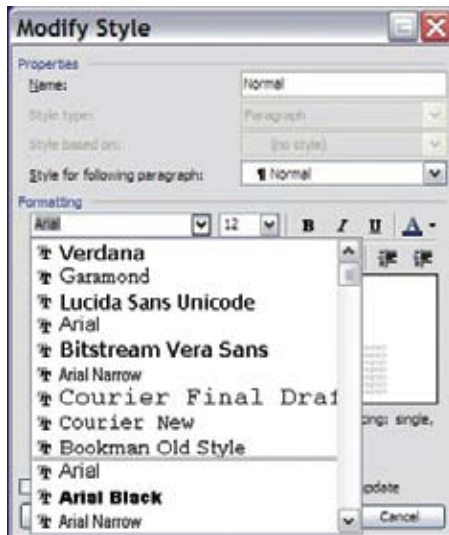 Modify Style
Properties
Name: Normal
Style type: Paragraph
Style based on: (no style)
Style for following paragraph: ¶ Normal
Formatting
Arial 12 B I U A
Verdana
Garamond
Lucida Sans Unicode
Arial
Bitstream Vera Sans
Arial Narrow
Courier Final Draf
Courier New
cing: single,
Bookman Old Style
Arial
pdate
Arial Black
Arial Narrow
Cancel